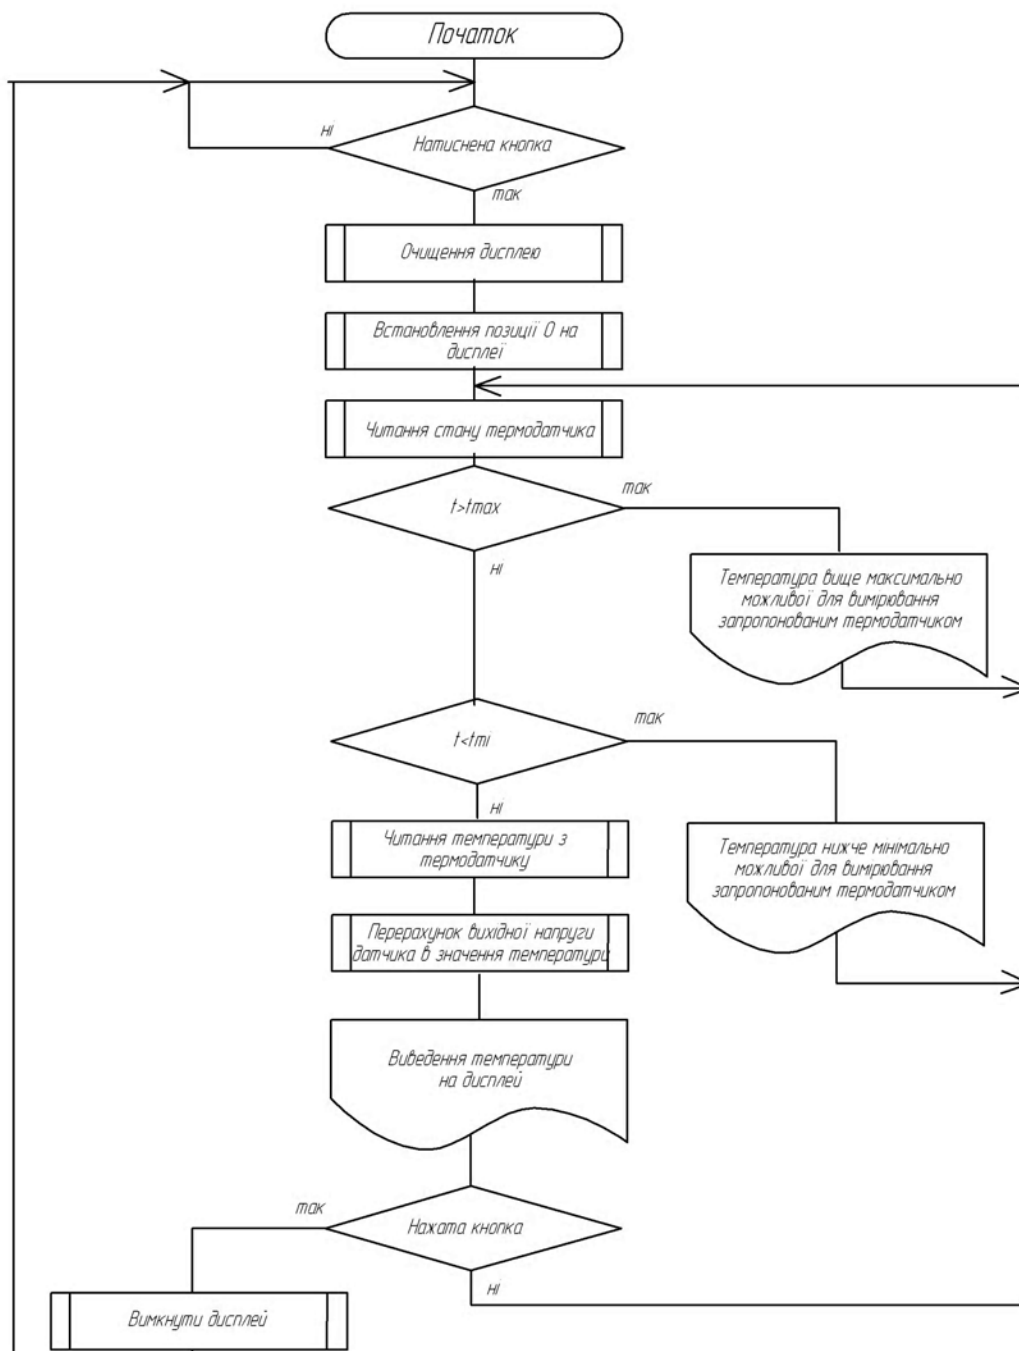 Початок
ні
Натиснена кнопка
так
Очищення дисплею
Встановлення позиції 0 на
дисплеї
Читання стану термодатчика
t>tmax
так
ні
Температура вище максимально
можливої для вимірювання
запропонованим термодатчиком
t<tmi
так
ні
Читання температури з
термодатчику
Температура нижче мінімально
можливої для вимірювання
запропонованим термодатчиком
Перерахунок вихідної напруги
датчика в значення температури
Виведення температури
на дисплей
так
Нажата кнопка
ні
Вимкнути дисплей